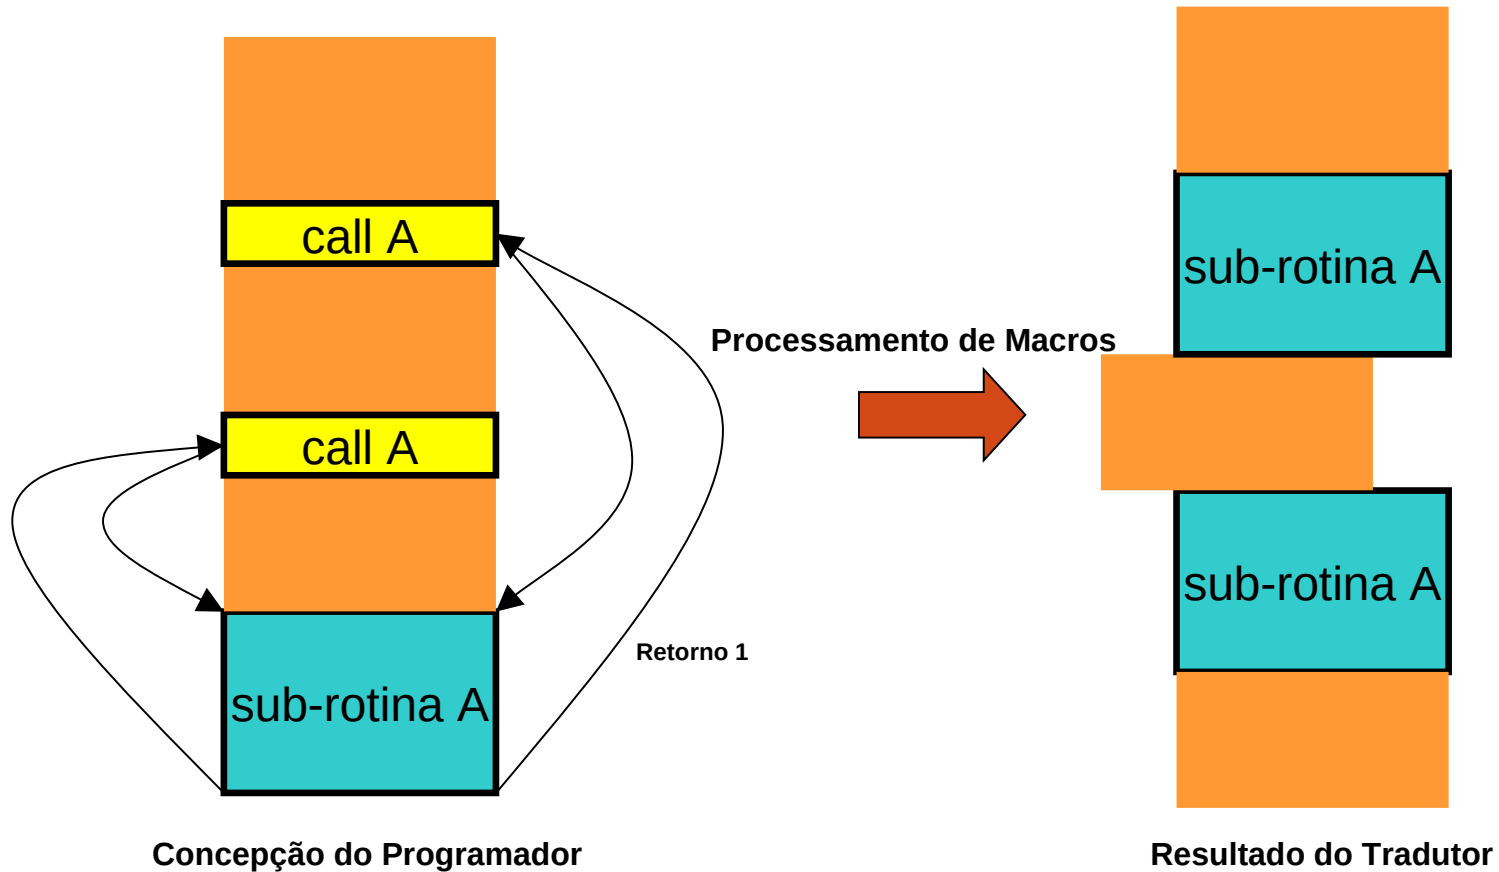 call A
call A
sub-rotina A
Retorno 1
Concepção do Programador
Processamento de Macros
sub-rotina A
sub-rotina A
Resultado do Tradutor